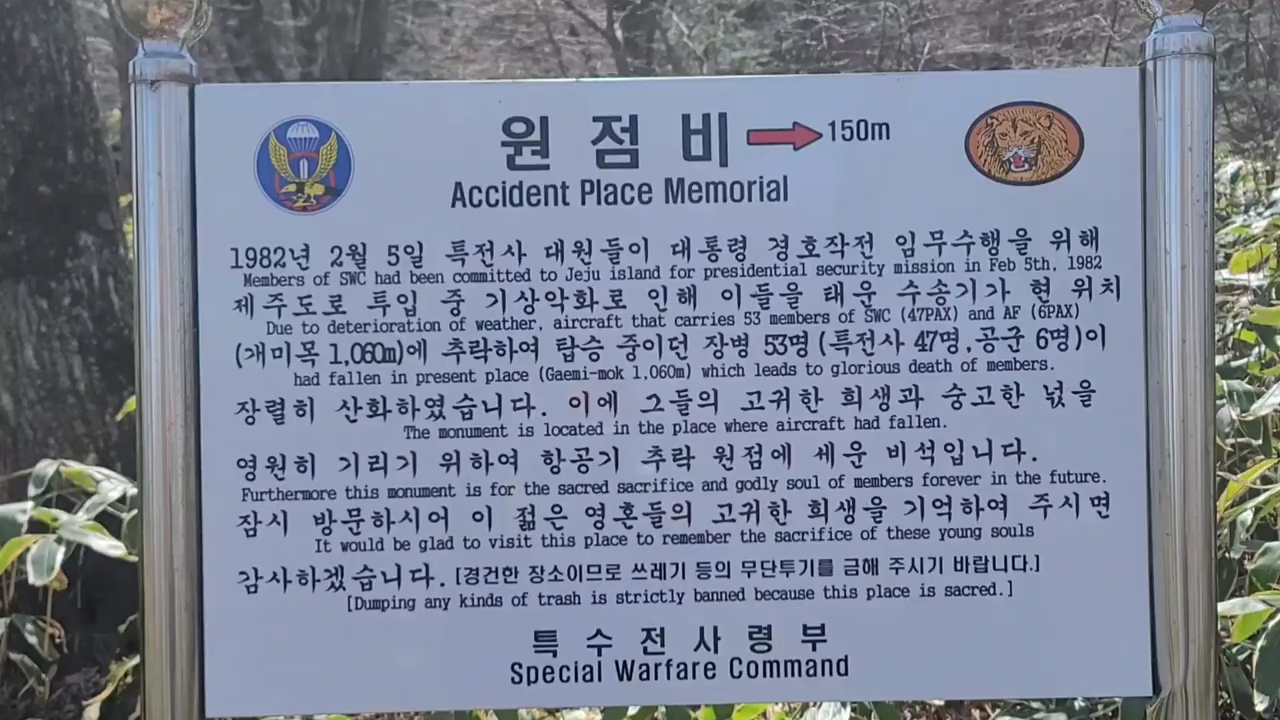 원 점 비 150m
Accident Place Memorial
1982년 2월 5일 특전사 대원들이 대통령 경호작전 임무수행을 위해
Members of SWC had been committed to Jeju island for presidential security mission in Feb 5th, 1982
제주도로 투입 중 기상악화로 인해 이들을 태운 수송기가 현 위치
Due to deterioration of weather, aircraft that carries 53 members of SWC (47PAX) and AF (6PAX)
(개미목 1,060m)에 추락하여 탑승 중이던 장병 53명 (특전사 47명,공군 6명)이
had fallen in present place (Gaemi-mok 1,060m) which leads to glorious death of members.
장렬히 산화하였습니다. 이에 그들의 고귀한 희생과 숭고한 넋을
The monument is located in the place where aircraft had fallen.
영원히 기리기 위하여 항공기 추락 원점에 세운 비석입니다.
Furthermore this monument is for the sacred sacrifice and godly soul of members forever in the future.
잠시 방문하시어 이 젊은 영혼들의 고귀한 희생을 기억하여 주시면
It would be glad to visit this place to remember the sacrifice of these young souls
감사하겠습니다. [경건한 장소이므로 쓰레기 등의 무단투기를 금해 주시기 바랍니다.]
[Dumping any kinds of trash is strictly banned because this place is sacred.]
특 수 전 사 령 부
Special Warfare Command